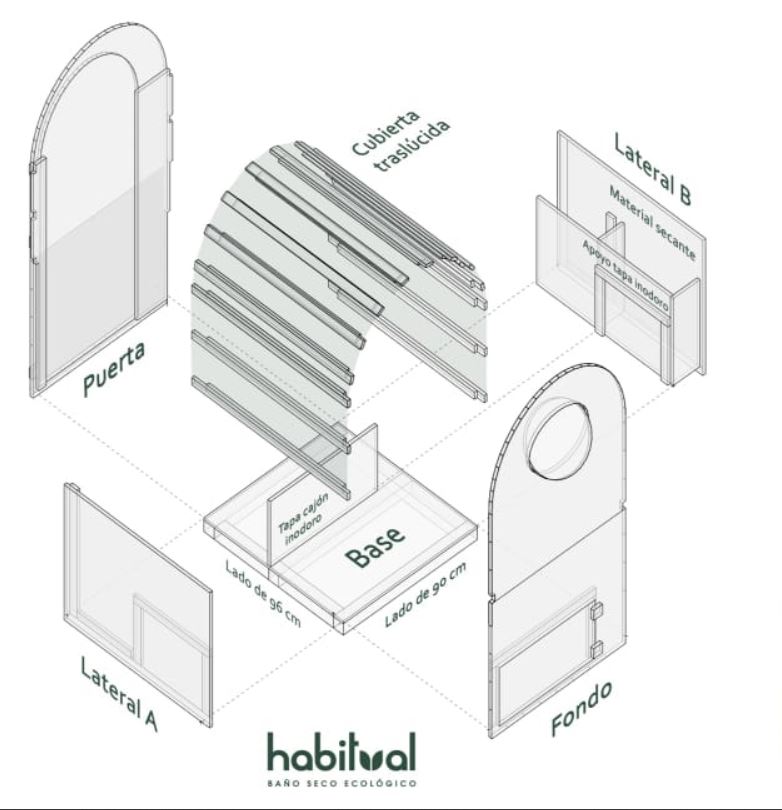 Cubierta
traslúcida
Lateral B
Material secante
Apoyo tapa inodoro
Puerta
Tapa cajón
inodoro
Base
Lado de 96 cm
Lado de 90 cm
Lateral A
Fondo
habitual
BAÑO SECO ECOLÓGICO